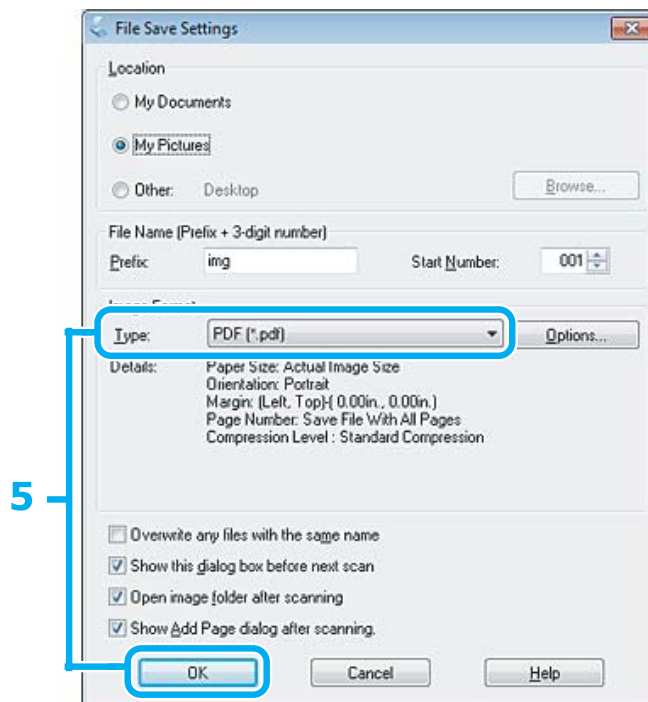 File Save Settings
Location
My Documents
My Pictures
Other: Desktop Browse...
File Name (Prefix + 3-digit number)
Prefix: img Start Number: 001
Type: PDF (*.pdf) Options...
Details: Paper Size: Actual Image Size
Orientation: Portrait
Margin: (Left, Top)-( 0.00in., 0.00in.)
Page Number: Save File With All Pages
Compression Level : Standard Compression
5
Overwrite any files with the same name
Show this dialog box before next scan
Open image folder after scanning
Show Add Page dialog after scanning.
OK Cancel Help